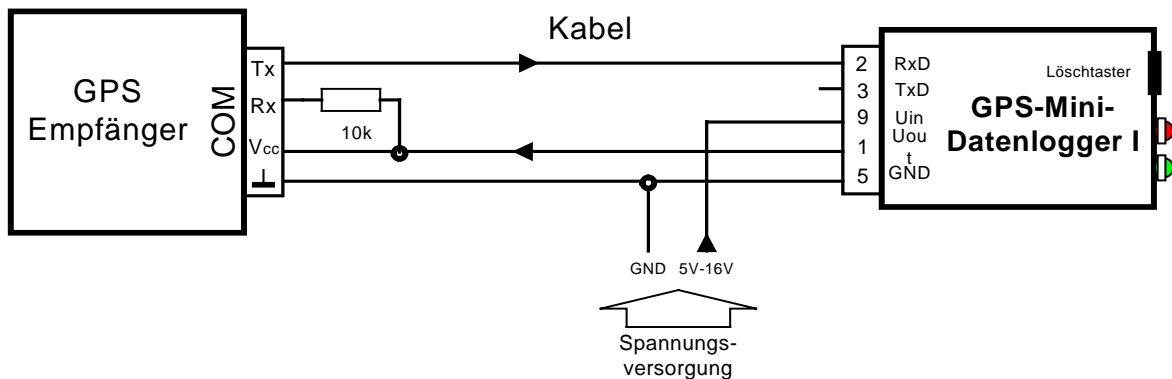 Kabel
GPS
Empfänger
COM
Tx
Rx
Vcc
10k
2
3
9
1
5
RxD
TxD
Uin
Uou
t
GND
Löschtaster
GPS-Mini-
Datenlogger I
GND 5V-16V
Spannungs-
versorgung